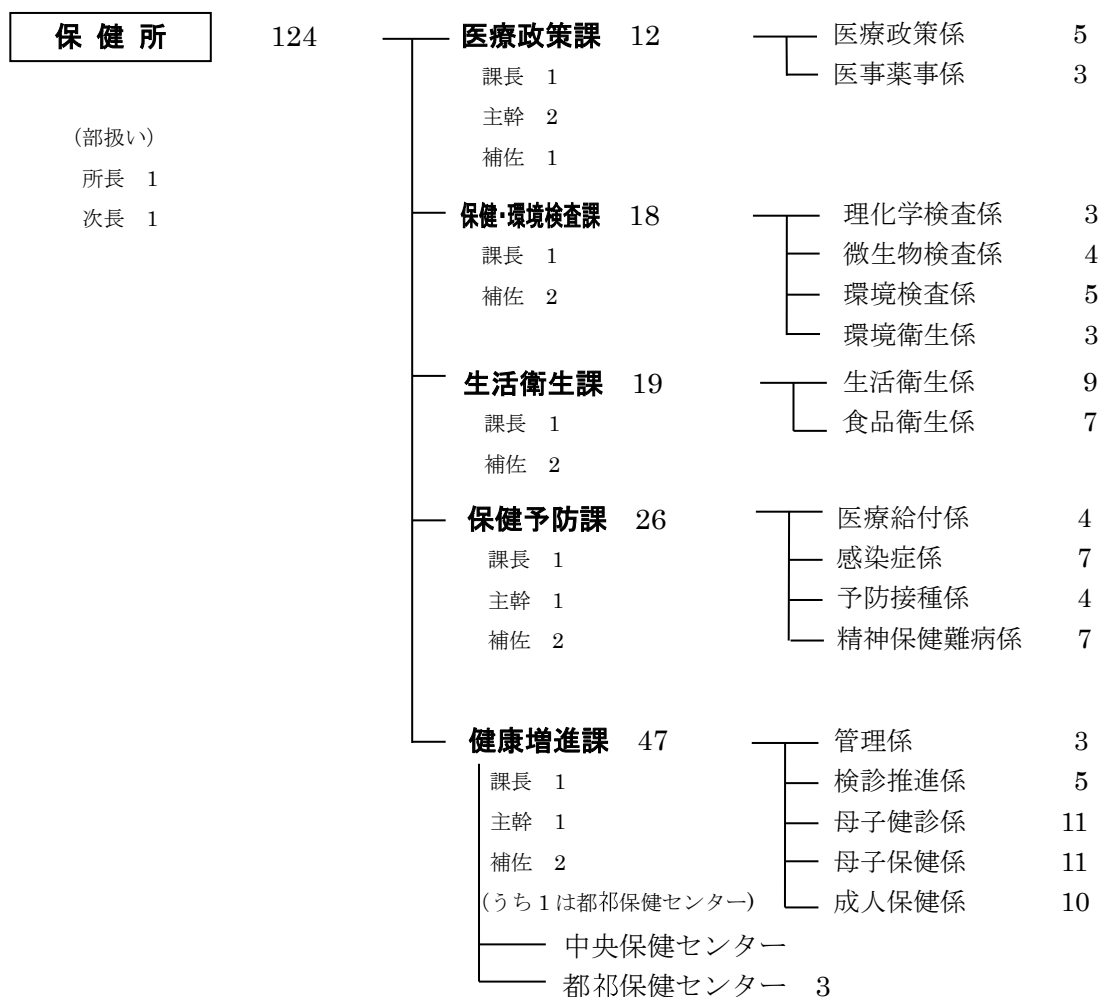 保健所 124 医療政策課 12 医療政策係 5
課長 1 医事薬事係 3
主幹 2
(部扱い)
補佐 1
所長 1
次長 1 保健・環境検査課 18 理化学検査係 3
課長 1 微生物検査係 4
補佐 2 環境検査係 5
環境衛生係 3
生活衛生課 19 生活衛生係 9
課長 1 食品衛生係 7
補佐 2
保健予防課 26 医療給付係 4
課長 1 感染症係 7
主幹 1 予防接種係 4
補佐 2 精神保健難病係 7
健康増進課 47 管理係 3
課長 1 検診推進係 5
主幹 1 母子健診係 11
補佐 2 母子保健係 11
(うち1は都祁保健センター) 成人保健係 10
中央保健センター
都祁保健センター 3